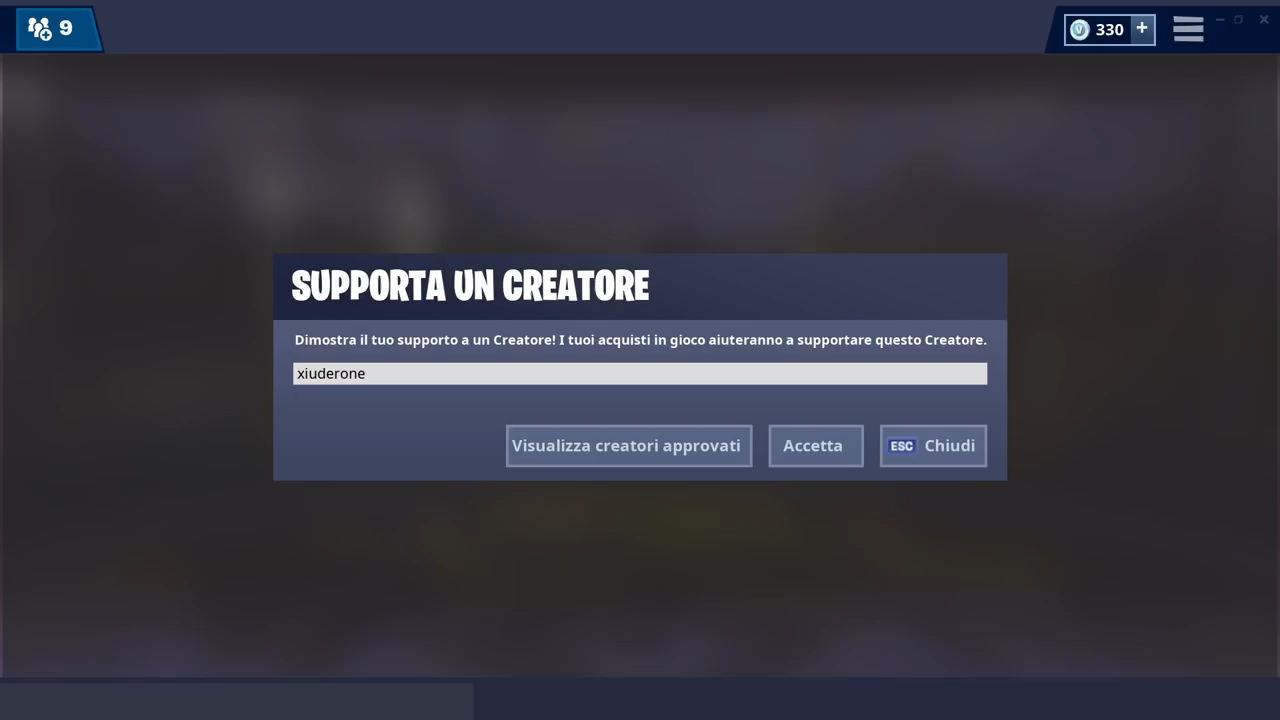 9
330 +
SUPPORTA UN CREATORE
Dimostra il tuo supporto a un Creatore! I tuoi acquisti in gioco aiuteranno a supportare questo Creatore.
xiuderone
Visualizza creatori approvati Accetta ESC Chiudi